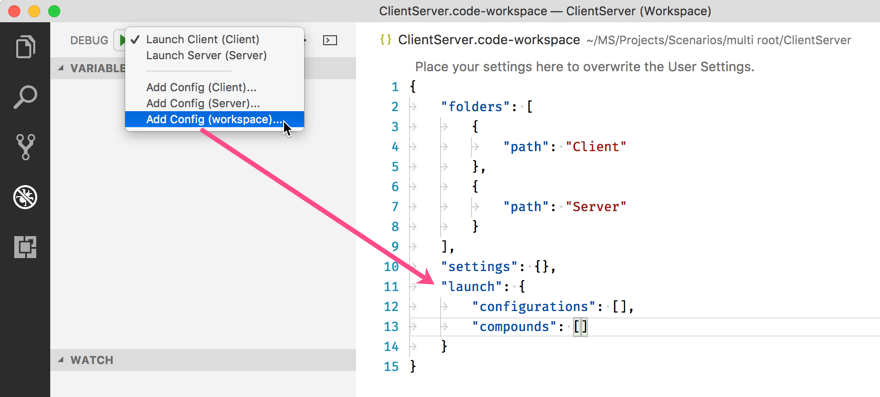 ClientServer.code-workspace — ClientServer (Workspace)
DEBUG
Launch Client (Client)
Launch Server (Server)
Add Config (Client)...
Add Config (Server)...
Add Config (workspace)...
VARIABLE
WATCH
{} ClientServer.code-workspace ~/MS/Projects/Scenarios/multi root/ClientServer
Place your settings here to overwrite the User Settings.
1 {
2 "folders": [
3 {
4 "path": "Client"
5 },
6 {
7 "path": "Server"
8 }
9 ],
10 "settings": {},
11 "launch": {
12 "configurations": [],
13 "compounds": []
14 }
15 }